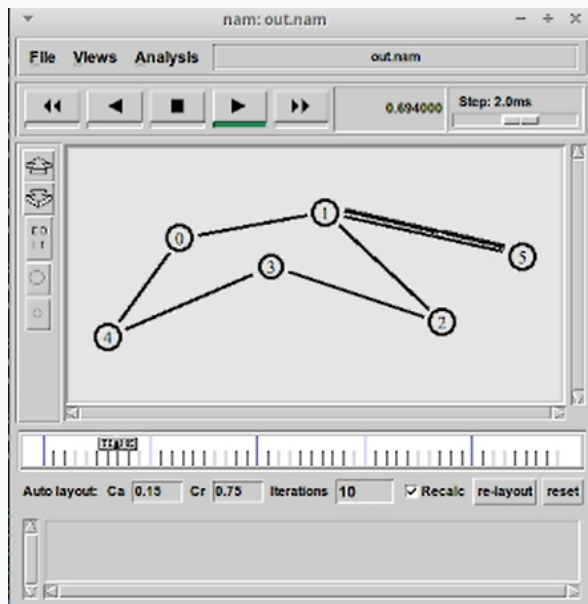 nam: out.nam
File Views Analysis out.nam
0.694000 Step: 2.0ms
1
0
3
5
2
4
TIME
Auto layout: Ca 0.15 Cr 0.75 Iterations 10 Recalc re-layout reset